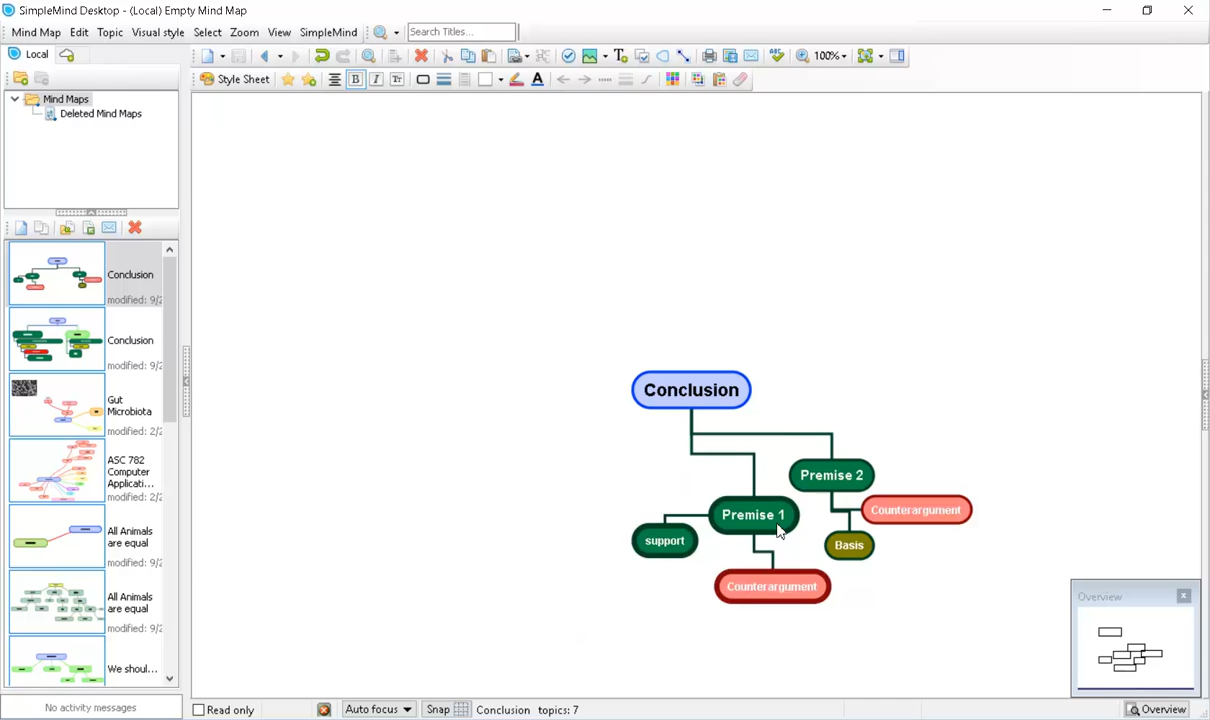 SimpleMind Desktop - (Local) Empty Mind Map
Mind Map Edit Topic Visual style Select Zoom View SimpleMind Search Titles...
Local
100%
Style Sheet
Mind Maps
Deleted Mind Maps
Conclusion
modified: 9/2
Conclusion
modified: 9/2
Gut
Microbiota
modified: 2/2
ASC 782
Computer
Applicati...
modified: 2/2
All Animals
are equal
modified: 9/2
All Animals
are equal
modified: 9/2
We shoul...
No activity messages
Conclusion
Premise 2
Counterargument
Premise 1
support
Basis
Counterargument
Overview
Read only Auto focus Snap Conclusion topics: 7 Overview